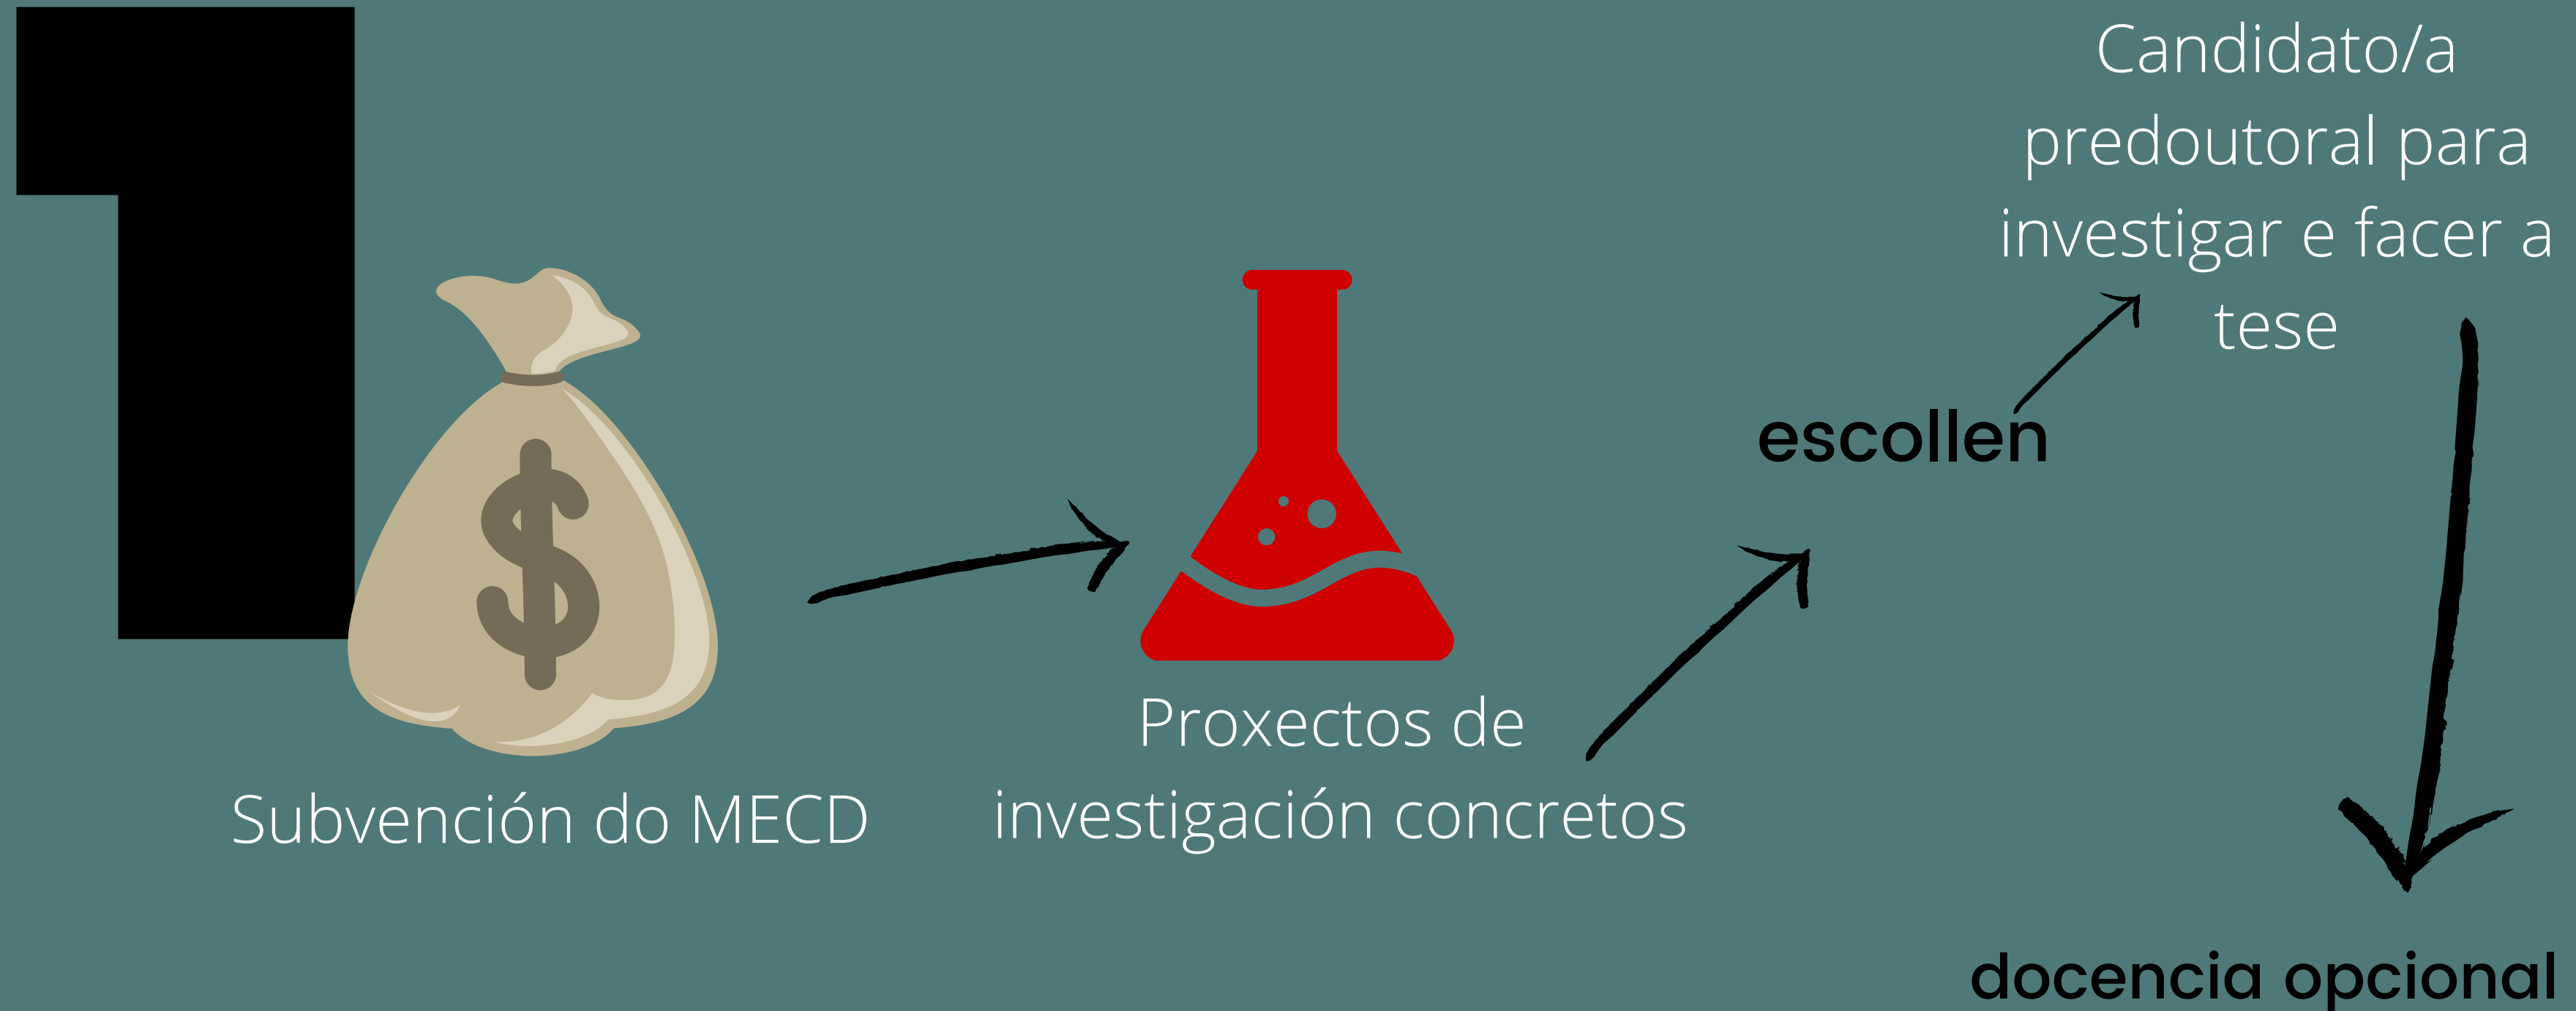 1
$
Subvención do MECD
Proxectos de
investigación concretos
escollen
Candidato/a
predoutoral para
investigar e facer a
tese
docencia opcional